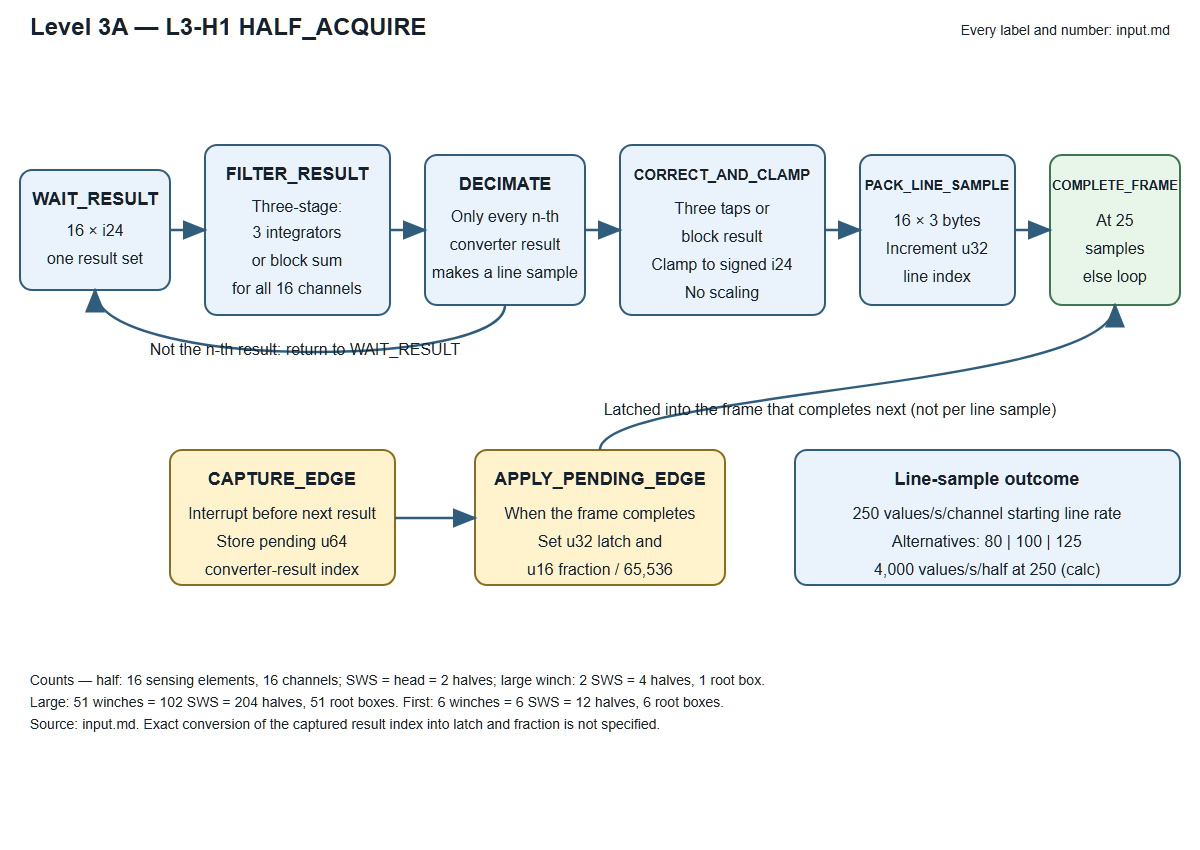 Level 3A — L3-H1 HALF_ACQUIRE
Every label and number: input.md
WAIT_RESULT
16 × i24
one result set
FILTER_RESULT
Three-stage:
3 integrators
or block sum
for all 16 channels
DECIMATE
Only every n-th
converter result
makes a line sample
CORRECT_AND_CLAMP
Three taps or
block result
Clamp to signed i24
No scaling
PACK_LINE_SAMPLE
16 × 3 bytes
Increment u32
line index
COMPLETE_FRAME
At 25
samples
else loop
Not the n-th result: return to WAIT_RESULT
Latched into the frame that completes next (not per line sample)
CAPTURE_EDGE
Interrupt before next result
Store pending u64
converter-result index
APPLY_PENDING_EDGE
When the frame completes
Set u32 latch and
u16 fraction / 65,536
Line-sample outcome
250 values/s/channel starting line rate
Alternatives: 80 | 100 | 125
4,000 values/s/half at 250 (calc)
Counts — half: 16 sensing elements, 16 channels; SWS = head = 2 halves; large winch: 2 SWS = 4 halves, 1 root box.
Large: 51 winches = 102 SWS = 204 halves, 51 root boxes. First: 6 winches = 6 SWS = 12 halves, 6 root boxes.
Source: input.md. Exact conversion of the captured result index into latch and fraction is not specified.